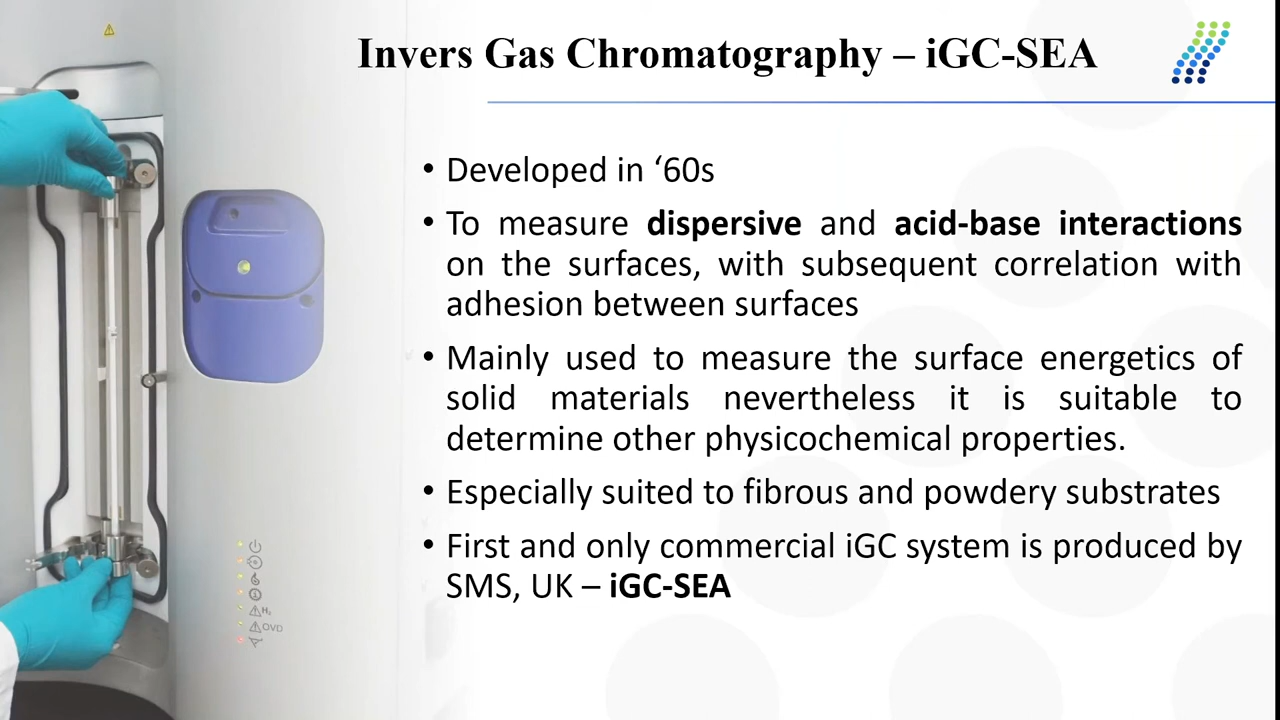 Invers Gas Chromatography – iGC-SEA
• Developed in ‘60s
• To measure dispersive and acid-base interactions
on the surfaces, with subsequent correlation with
adhesion between surfaces
• Mainly used to measure the surface energetics of
solid materials nevertheless it is suitable to
determine other physicochemical properties.
• Especially suited to fibrous and powdery substrates
• First and only commercial iGC system is produced by
SMS, UK – iGC-SEA
H₂
OVD